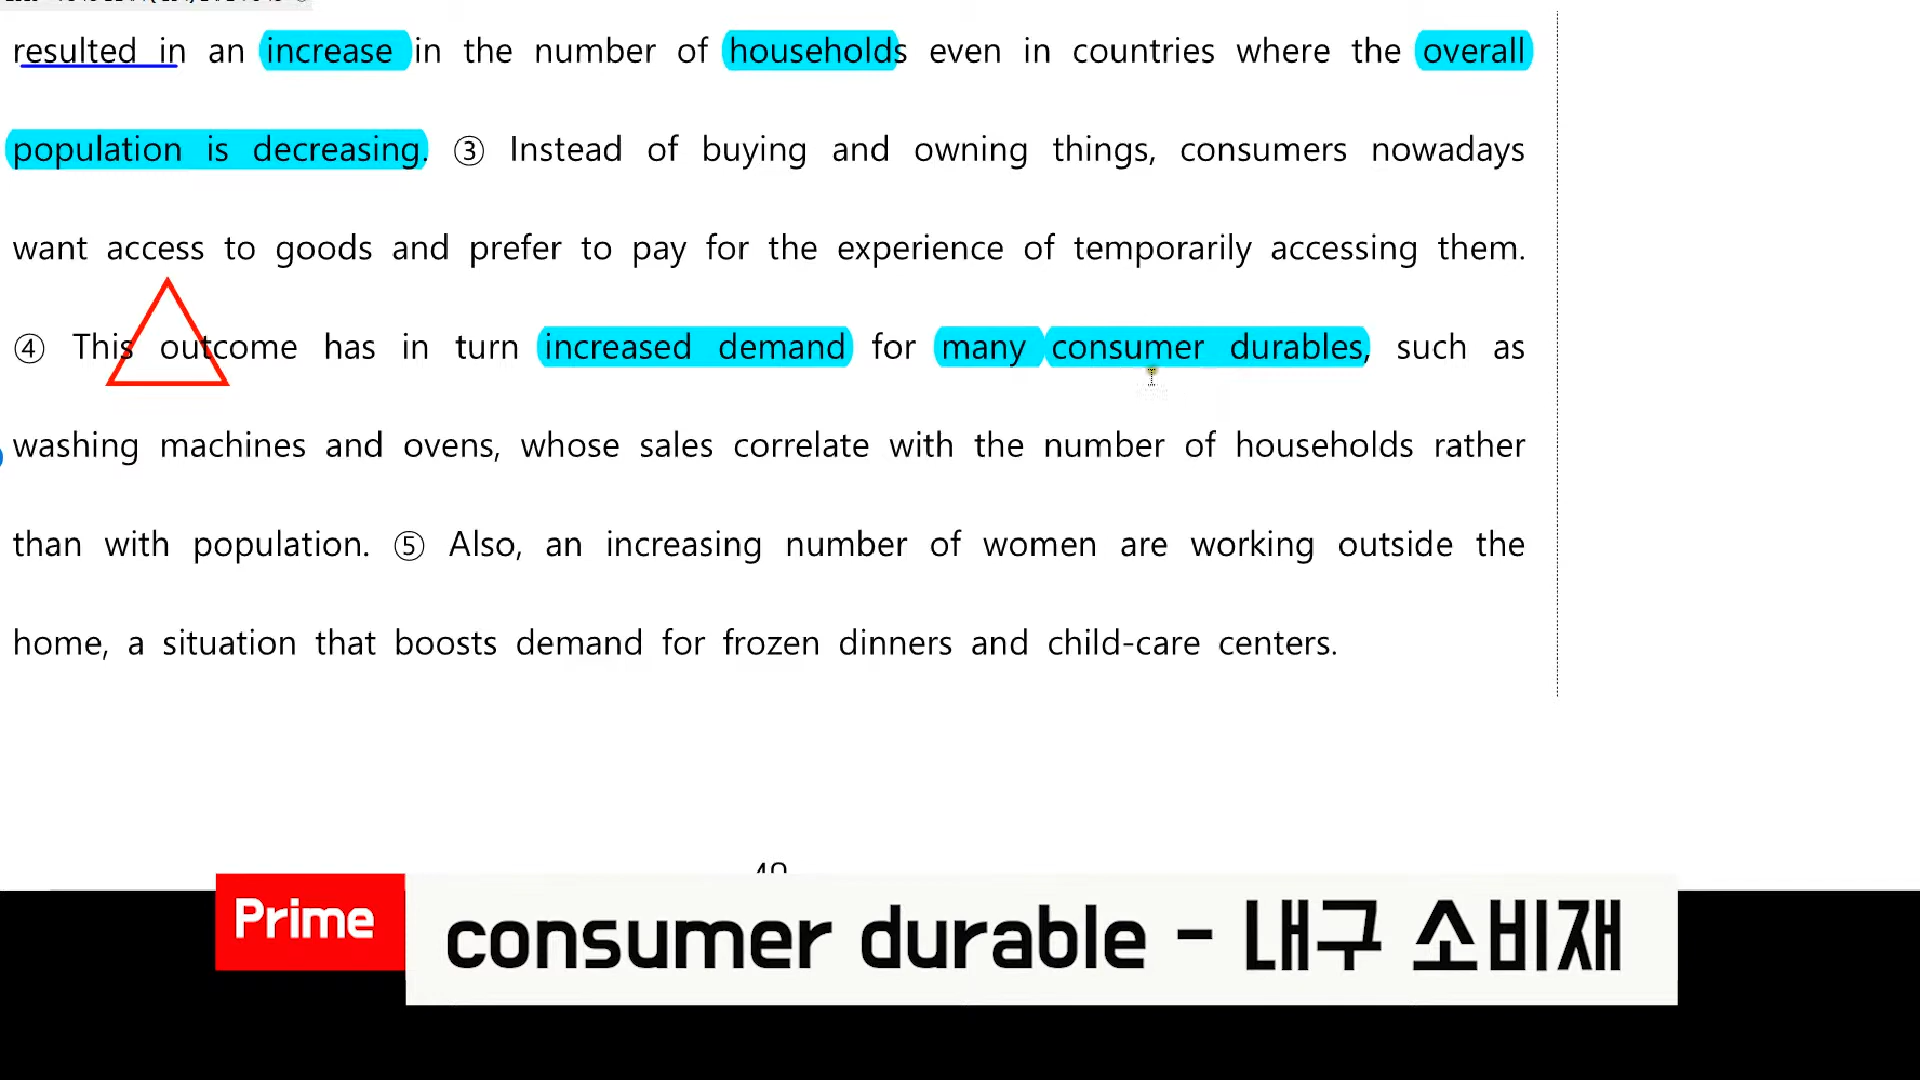 resulted in an increase in the number of households even in countries where the overall
population is decreasing. ③ Instead of buying and owning things, consumers nowadays
want access to goods and prefer to pay for the experience of temporarily accessing them.
④ This outcome has in turn increased demand for many consumer durables, such as
washing machines and ovens, whose sales correlate with the number of households rather
than with population. ⑤ Also, an increasing number of women are working outside the
home, a situation that boosts demand for frozen dinners and child-care centers.
Prime
consumer durable - 내구 소비재